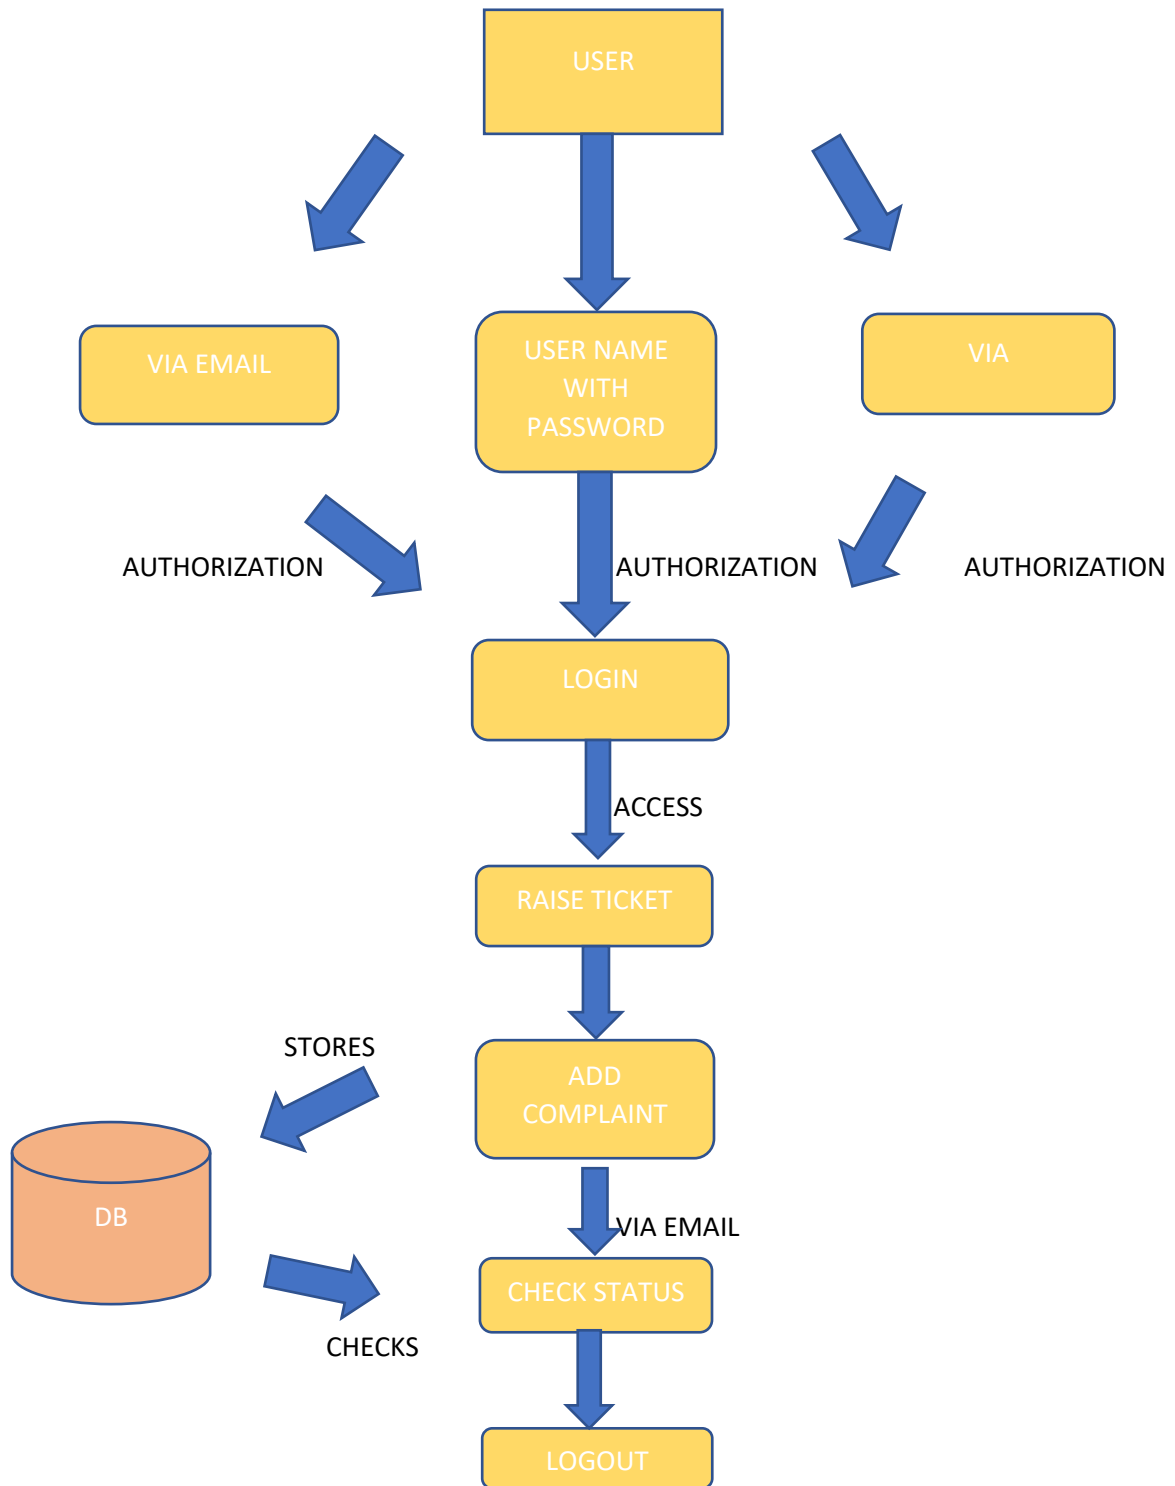 USER
VIA EMAIL
USER NAME
WITH
PASSWORD
VIA
AUTHORIZATION
AUTHORIZATION
AUTHORIZATION
LOGIN
ACCESS
RAISE TICKET
STORES
ADD
COMPLAINT
DB
VIA EMAIL
CHECK STATUS
CHECKS
LOGOUT